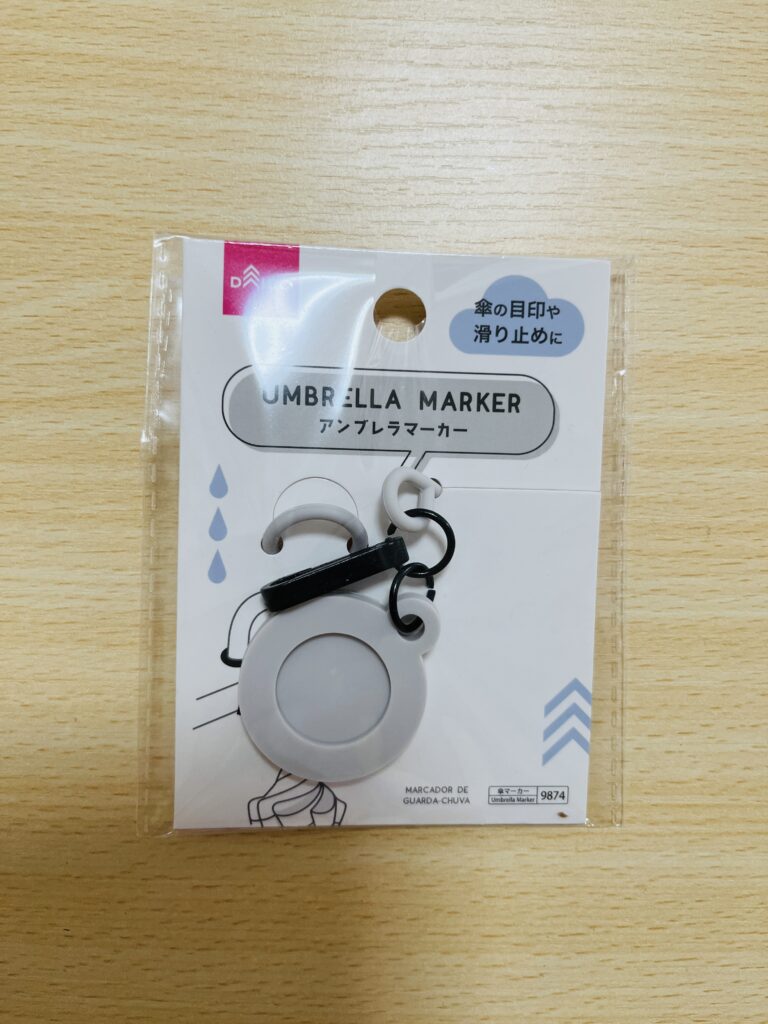 D
傘の目印や
滑り止めに
UMBRELLA MARKER
アンブレラマーカー
MARCADOR DE
GUARDA-CHUVA
傘マーカー
Umbrella Marker
9874